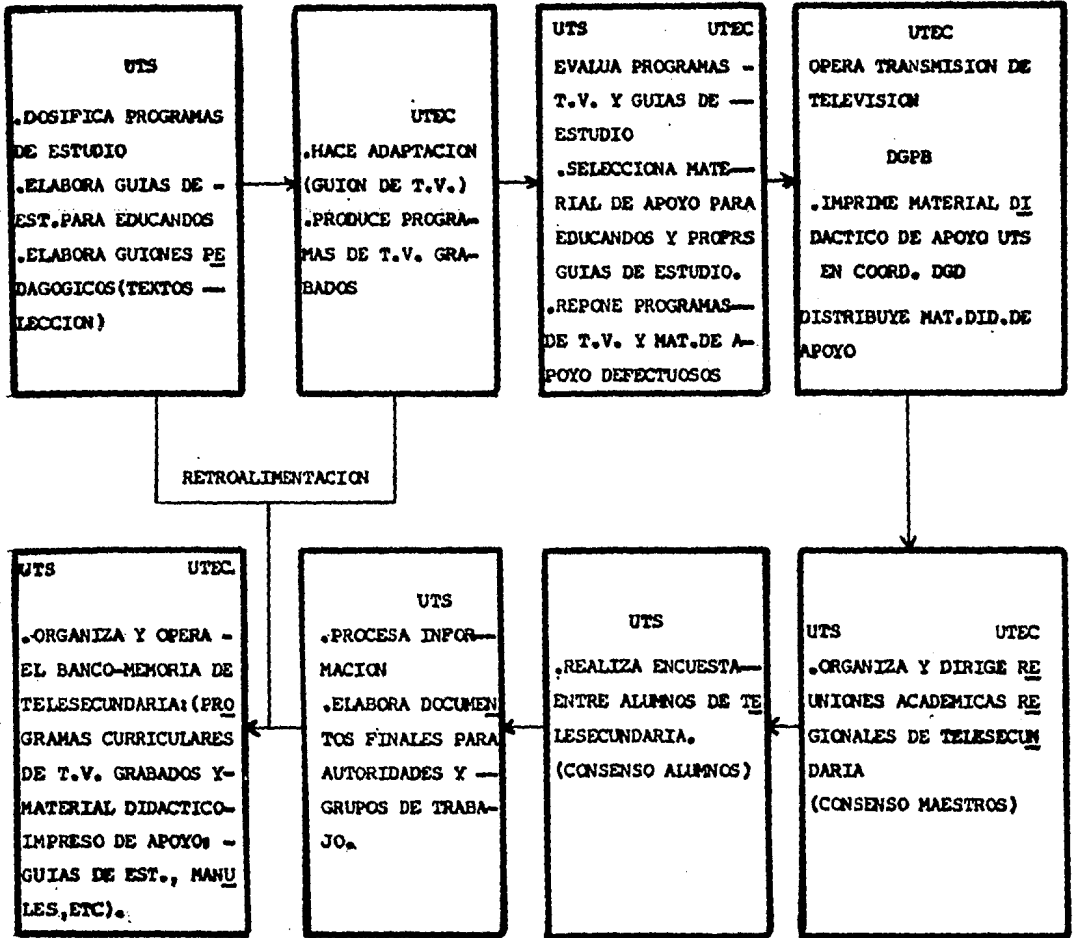 UTS
.DOSIFICA PROGRAMAS
DE ESTUDIO
.ELABORA GUIAS DE -
EST.PARA EDUCANDOS
.ELABORA GUIONES PE
DAGOGICOS(TEXTOS —
LECCION)
UTEC
.HACE ADAPTACION
(GUION DE T.V.)
.PRODUCE PROGRA-
MAS DE T.V. GRA-
BADOS
UTS UTEC
EVALUA PROGRAMAS -
T.V. Y GUIAS DE —
ESTUDIO
.SELECCIONA MATE-
RIAL DE APOYO PARA
EDUCANDOS Y PROFRS
GUIAS DE ESTUDIO.
.REPONE PROGRAMAS—
DE T.V. Y MAT.DE A-
POYO DEFECTUOSOS
UTEC
OPERA TRANSMISION DE
TELEVISION
DGPB
.IMPRIME MATERIAL DI
DACTICO DE APOYO UTS
EN COORD. DGD
DISTRIBUYE MAT.DID.DE
APOYO
RETROALIMENTACION
UTS UTEC.
.ORGANIZA Y OPERA -
EL BANCO-MEMORIA DE
TELESECUNDARIA:(PRO
GRAMAS CURRICULARES
DE T.V. GRABADOS Y-
MATERIAL DIDACTICO-
IMPRESO DE APOYO: -
GUIAS DE EST., MANU
LES,ETC).
UTS
.PROCESA INFOR—
MACION
.ELABORA DOCUMEN
TOS FINALES PARA
AUTORIDADES Y —
GRUPOS DE TRABA-
JO.
UTS
.REALIZA ENCUESTA—
ENTRE ALUMNOS DE TE
LESECUNDARIA.
(CONSENSO ALUMNOS)
UTS UTEC
.ORGANIZA Y DIRIGE RE
UNIONES ACADEMICAS RE
GIONALES DE TELESECUN
DARIA
(CONSENSO MAESTROS)